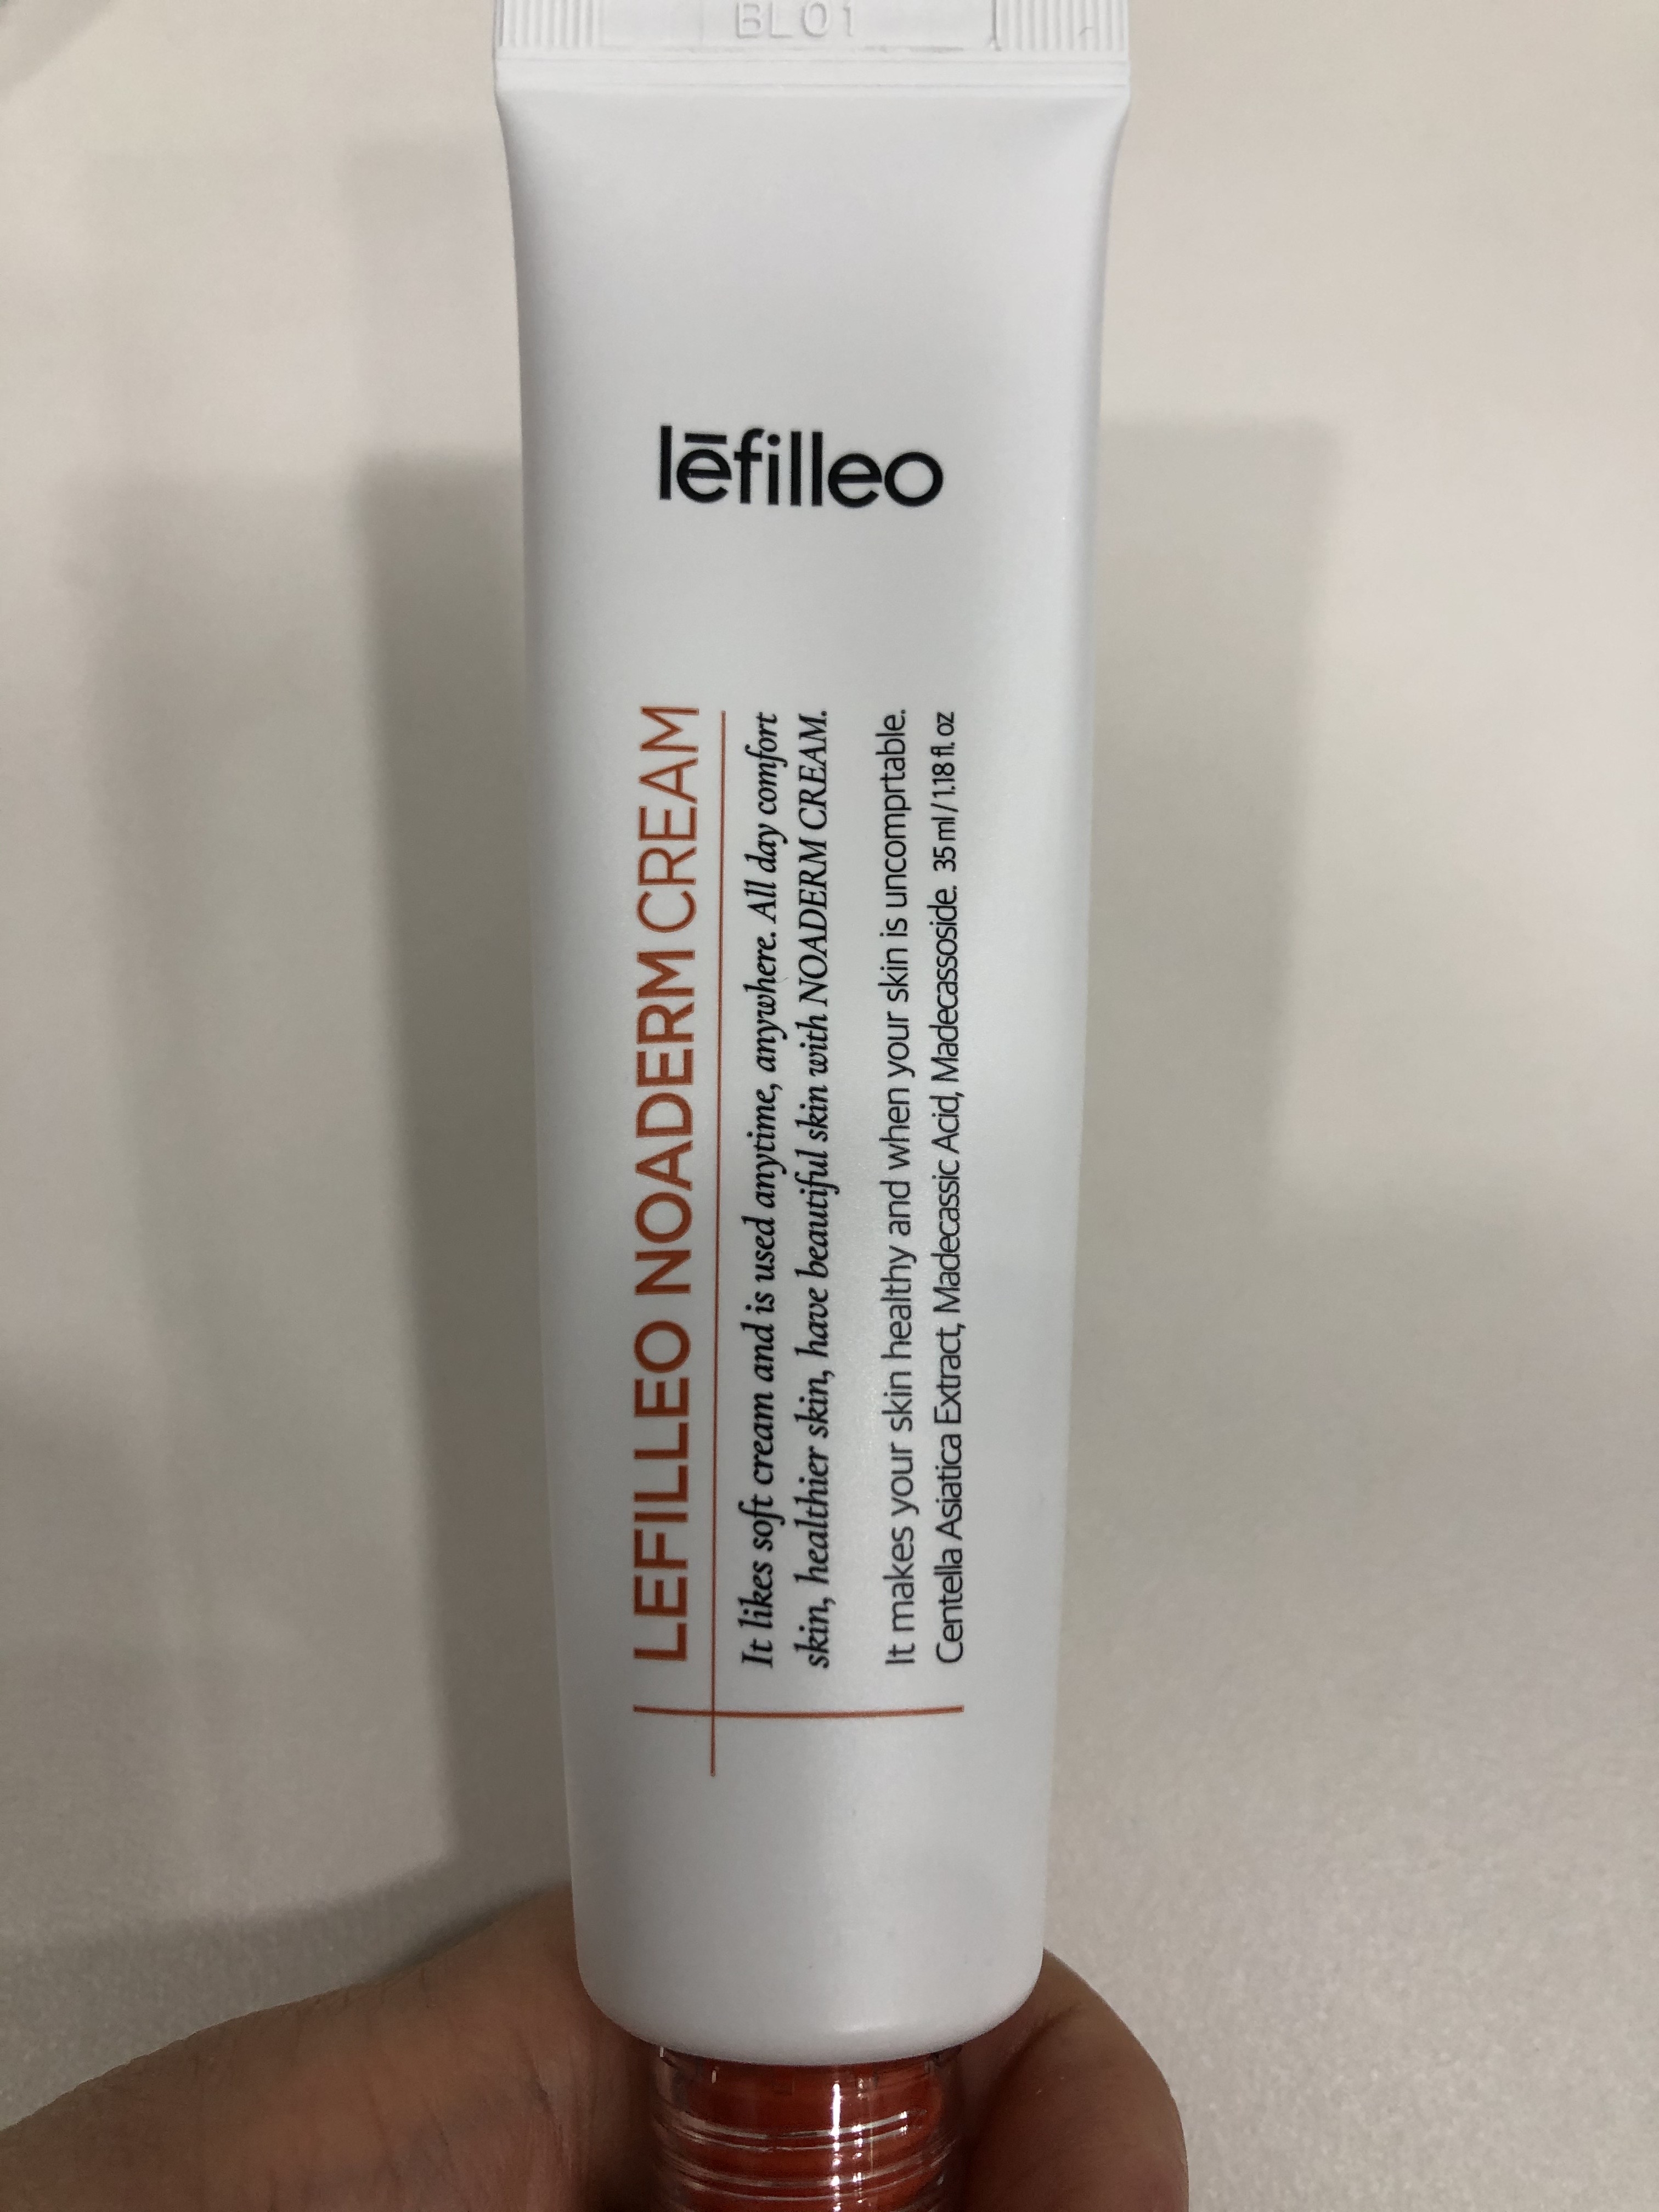 BL01
lēfilleo
LEFILLEO NOADERM CREAM
It likes soft cream and is used anytime, anywhere. All day comfort
skin, healthier skin, have beautiful skin with NOADERM CREAM.
It makes your skin healthy and when your skin is uncomprtable.
Centella Asiatica Extract, Madecassic Acid, Madecassoside. 35 ml / 1.18 fl. oz